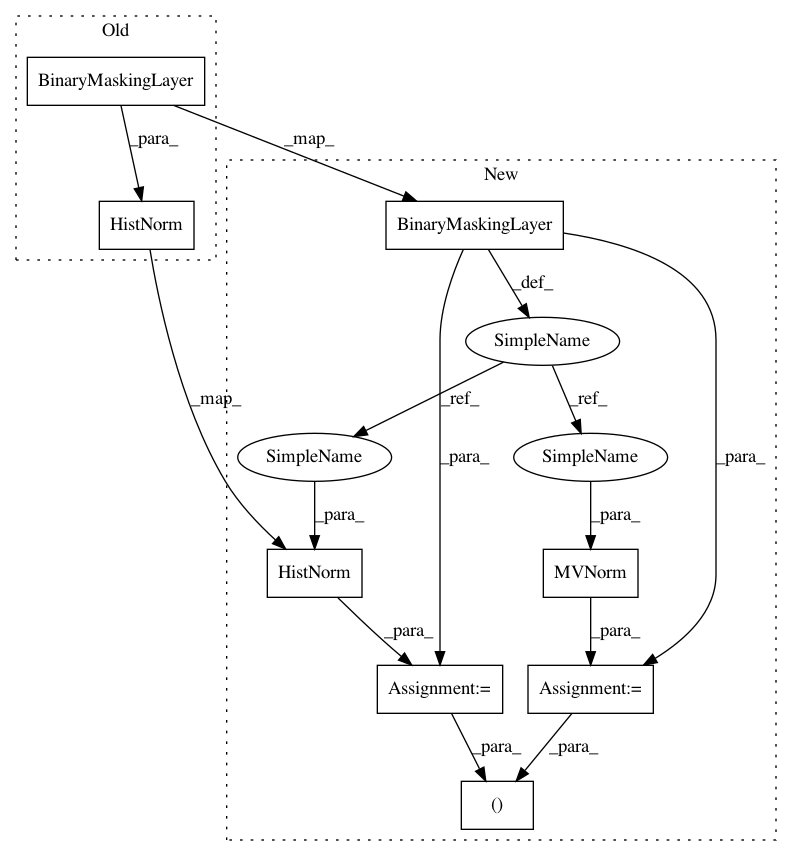 Old
BinaryMaskingLayer
_para_
_map_
New
HistNorm
BinaryMaskingLayer
_def_
SimpleName
_map_
_ref_
_ref_
SimpleName
_para_
SimpleName
_para_
_para_
_para_
HistNorm
MVNorm
_para_
_para_
Assignment:=
Assignment:=
_para_
_para_
()